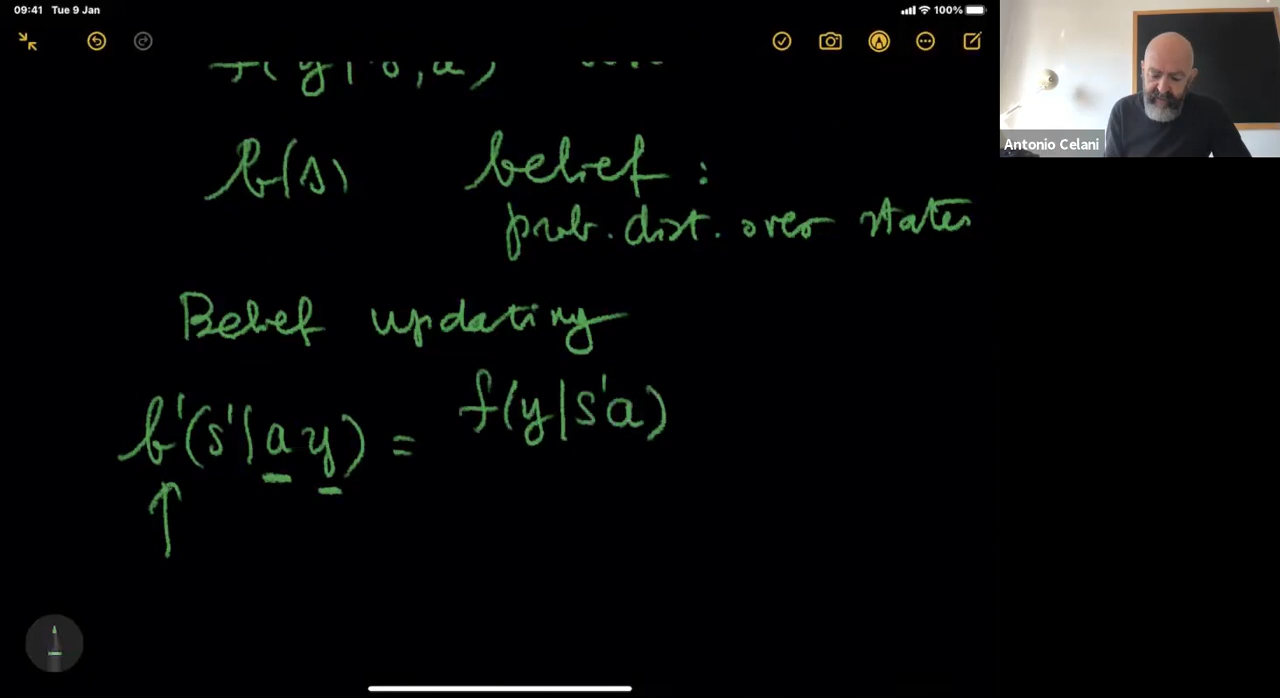 09:41 Tue 9 Jan
100%
Antonio Celani
f(y|s',a)
b(s) belief:
prob. dist. over states
Belief updating
b'(s'|a y) = f(y|s'a)